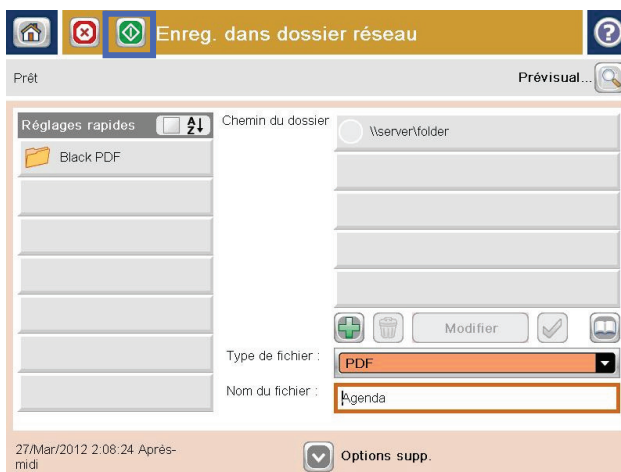 Enreg. dans dossier réseau
?
Prêt
Prévisual...
Réglages rapides
A
Z
Chemin du dossier
\\server\folder
Black PDF
Modifier
Type de fichier :
PDF
Nom du fichier :
Agenda
27/Mar/2012 2:08:24 Après-
midi
Options supp.